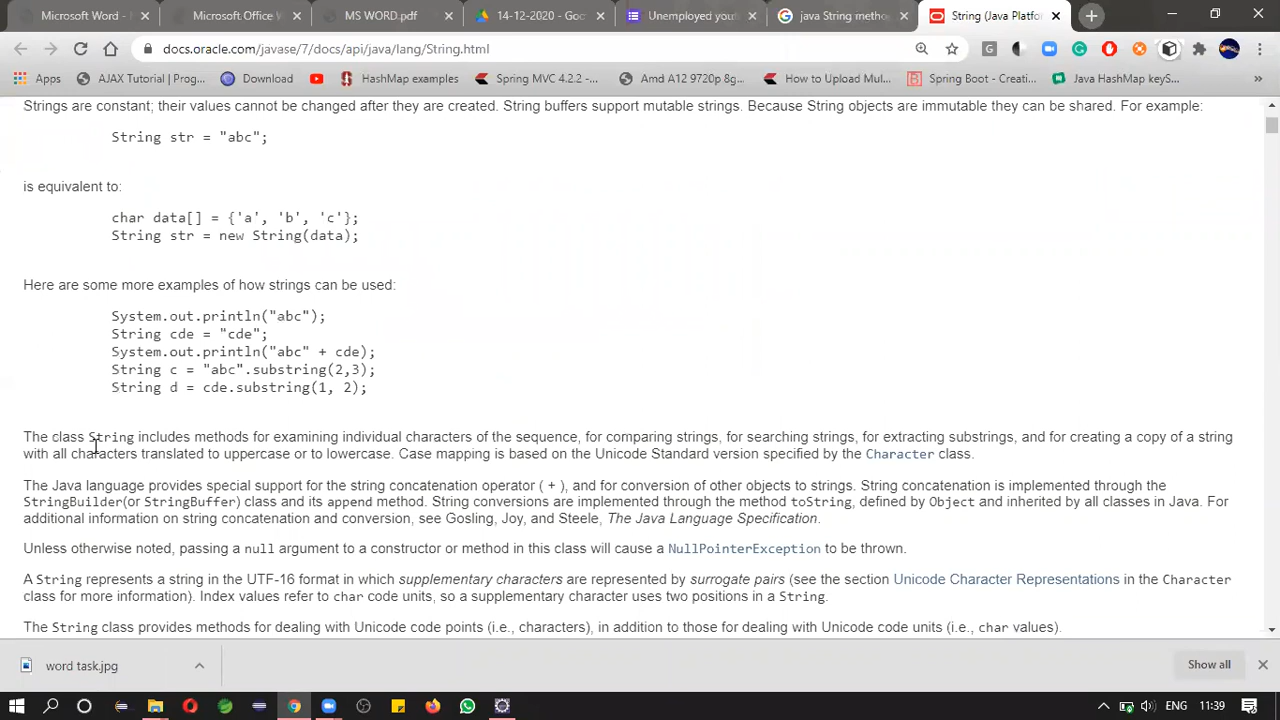 Microsoft Word - I
Microsoft Office W
MS WORD.pdf
14-12-2020 - Goo
Unemployed yout
java String metho
String (Java Platfo
docs.oracle.com/javase/7/docs/api/java/lang/String.html
Apps
AJAX Tutorial | Prog...
Download
HashMap examples
Spring MVC 4.2.2 -...
Amd A12 9720p Ben...
How to Upload Mul...
Spring Boot - Creati...
Java HashMap keyS...
»
Strings are constant; their values cannot be changed after they are created. String buffers support mutable strings. Because String objects are immutable they can be shared. For example:
String str = "abc";
is equivalent to:
char data[] = {'a', 'b', 'c'};
String str = new String(data);
Here are some more examples of how strings can be used:
System.out.println("abc");
String cde = "cde";
System.out.println("abc" + cde);
String c = "abc".substring(2,3);
String d = cde.substring(1, 2);
The class String includes methods for examining individual characters of the sequence, for comparing strings, for searching strings, for extracting substrings, and for creating a copy of a string
with all characters translated to uppercase or to lowercase. Case mapping is based on the Unicode Standard version specified by the Character class.
The Java language provides special support for the string concatenation operator ( + ), and for conversion of other objects to strings. String concatenation is implemented through the
StringBuilder(or StringBuffer) class and its append method. String conversions are implemented through the method toString, defined by Object and inherited by all classes in Java. For
additional information on string concatenation and conversion, see Gosling, Joy, and Steele, The Java Language Specification.
Unless otherwise noted, passing a null argument to a constructor or method in this class will cause a NullPointerException to be thrown.
A String represents a string in the UTF-16 format in which supplementary characters are represented by surrogate pairs (see the section Unicode Character Representations in the Character
class for more information). Index values refer to char code units, so a supplementary character uses two positions in a String.
The String class provides methods for dealing with Unicode code points (i.e., characters), in addition to those for dealing with Unicode code units (i.e., char values).
word task.jpg
Show all
ENG
11:39